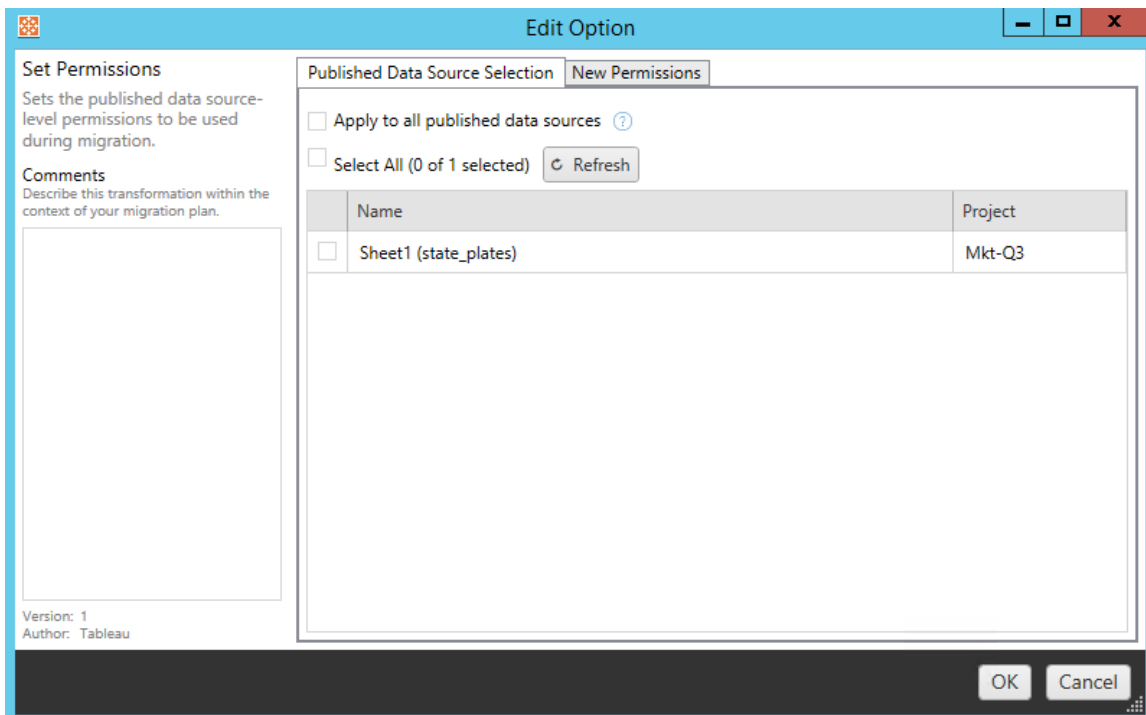 Edit Option
Set Permissions
Sets the published data source-
level permissions to be used
during migration.
Comments
Describe this transformation within the
context of your migration plan.
Version: 1
Author: Tableau
Published Data Source Selection
New Permissions
Apply to all published data sources ?
Select All (0 of 1 selected)
Refresh
Name
Project
Sheet1 (state_plates)
Mkt-Q3
OK
Cancel